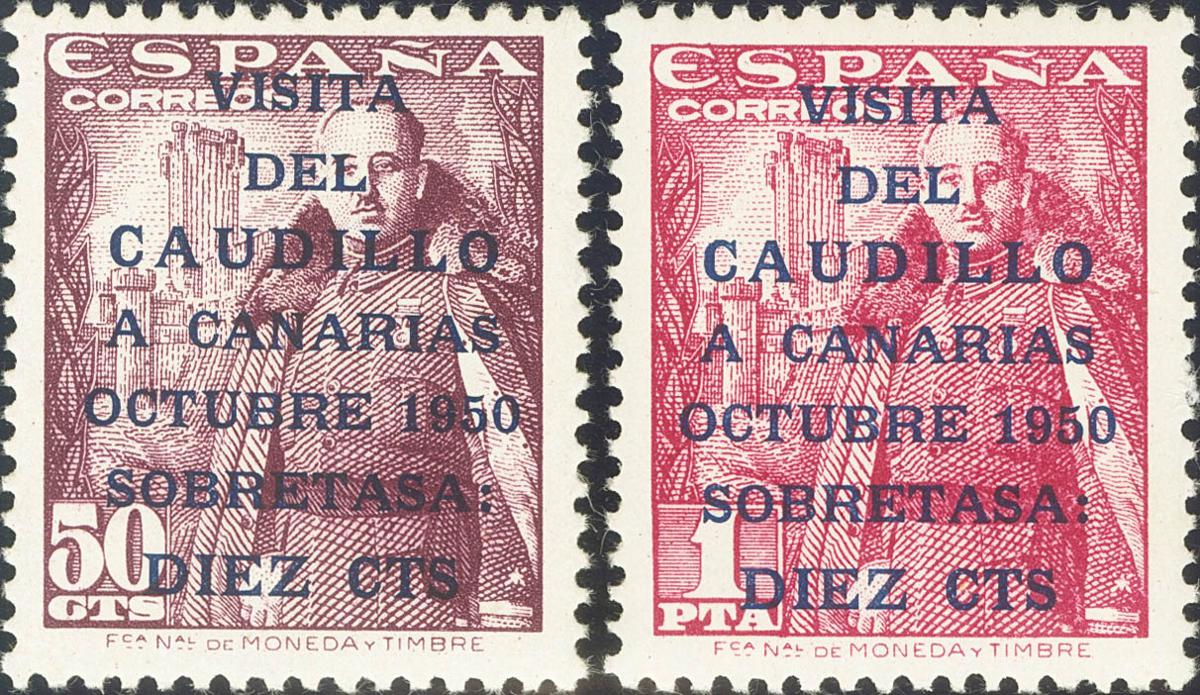 ESPAÑA
CORREOS
VISITA
DEL
CAUDILLO
A CANARIAS
OCTUBRE 1950
SOBRETASA:
DIEZ CTS
50
CTS
FCA NAL DE MONEDA Y TIMBRE
ESPAÑA
CORREOS
VISITA
DEL
CAUDILLO
A CANARIAS
OCTUBRE 1950
SOBRETASA:
DIEZ CTS
1
PTA
FCA NAL DE MONEDA Y TIMBRE